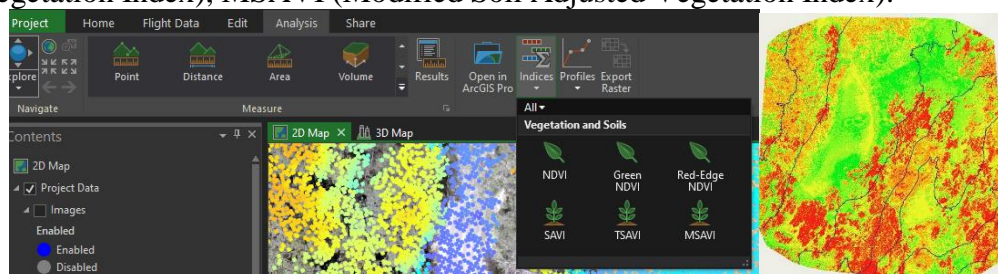 egetation Index), MSAVI (Modified Soil Adjusted Vegetation Index).
Project Home Flight Data Edit Analysis Share
xplore
Navigate
Point Distance Area Volume
Measure
Results
Open in ArcGIS Pro
Indices Profiles Export Raster
All
Vegetation and Soils
NDVI Green NDVI Red-Edge NDVI
SAVI TSAVI MSAVI
Contents
2D Map 3D Map
2D Map
Project Data
Images
Enabled
Enabled
Disabled